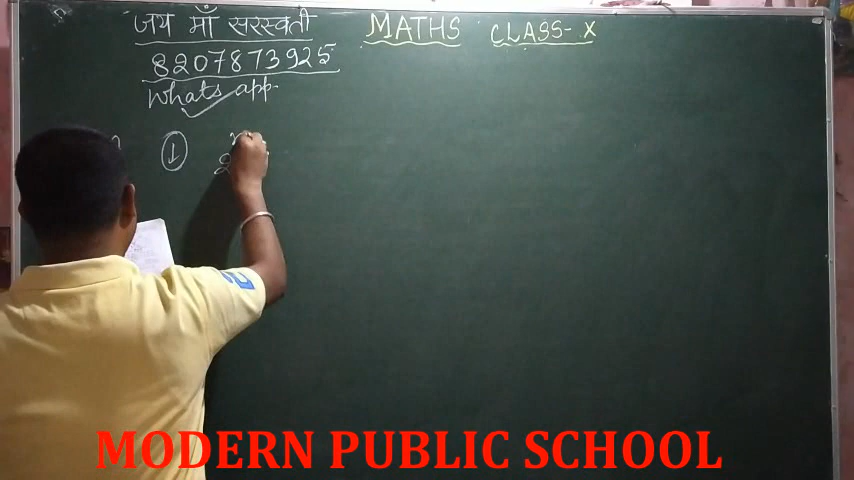 जय माँ सरस्वती MATHS CLASS- X
8207873925
Whats app
①
MODERN PUBLIC SCHOOL